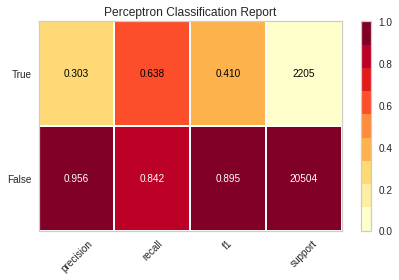 Perceptron Classification Report
True 0.303 0.638 0.410 2205
False 0.956 0.842 0.895 20504
precision recall f1 support
1.0
0.8
0.6
0.4
0.2
0.0